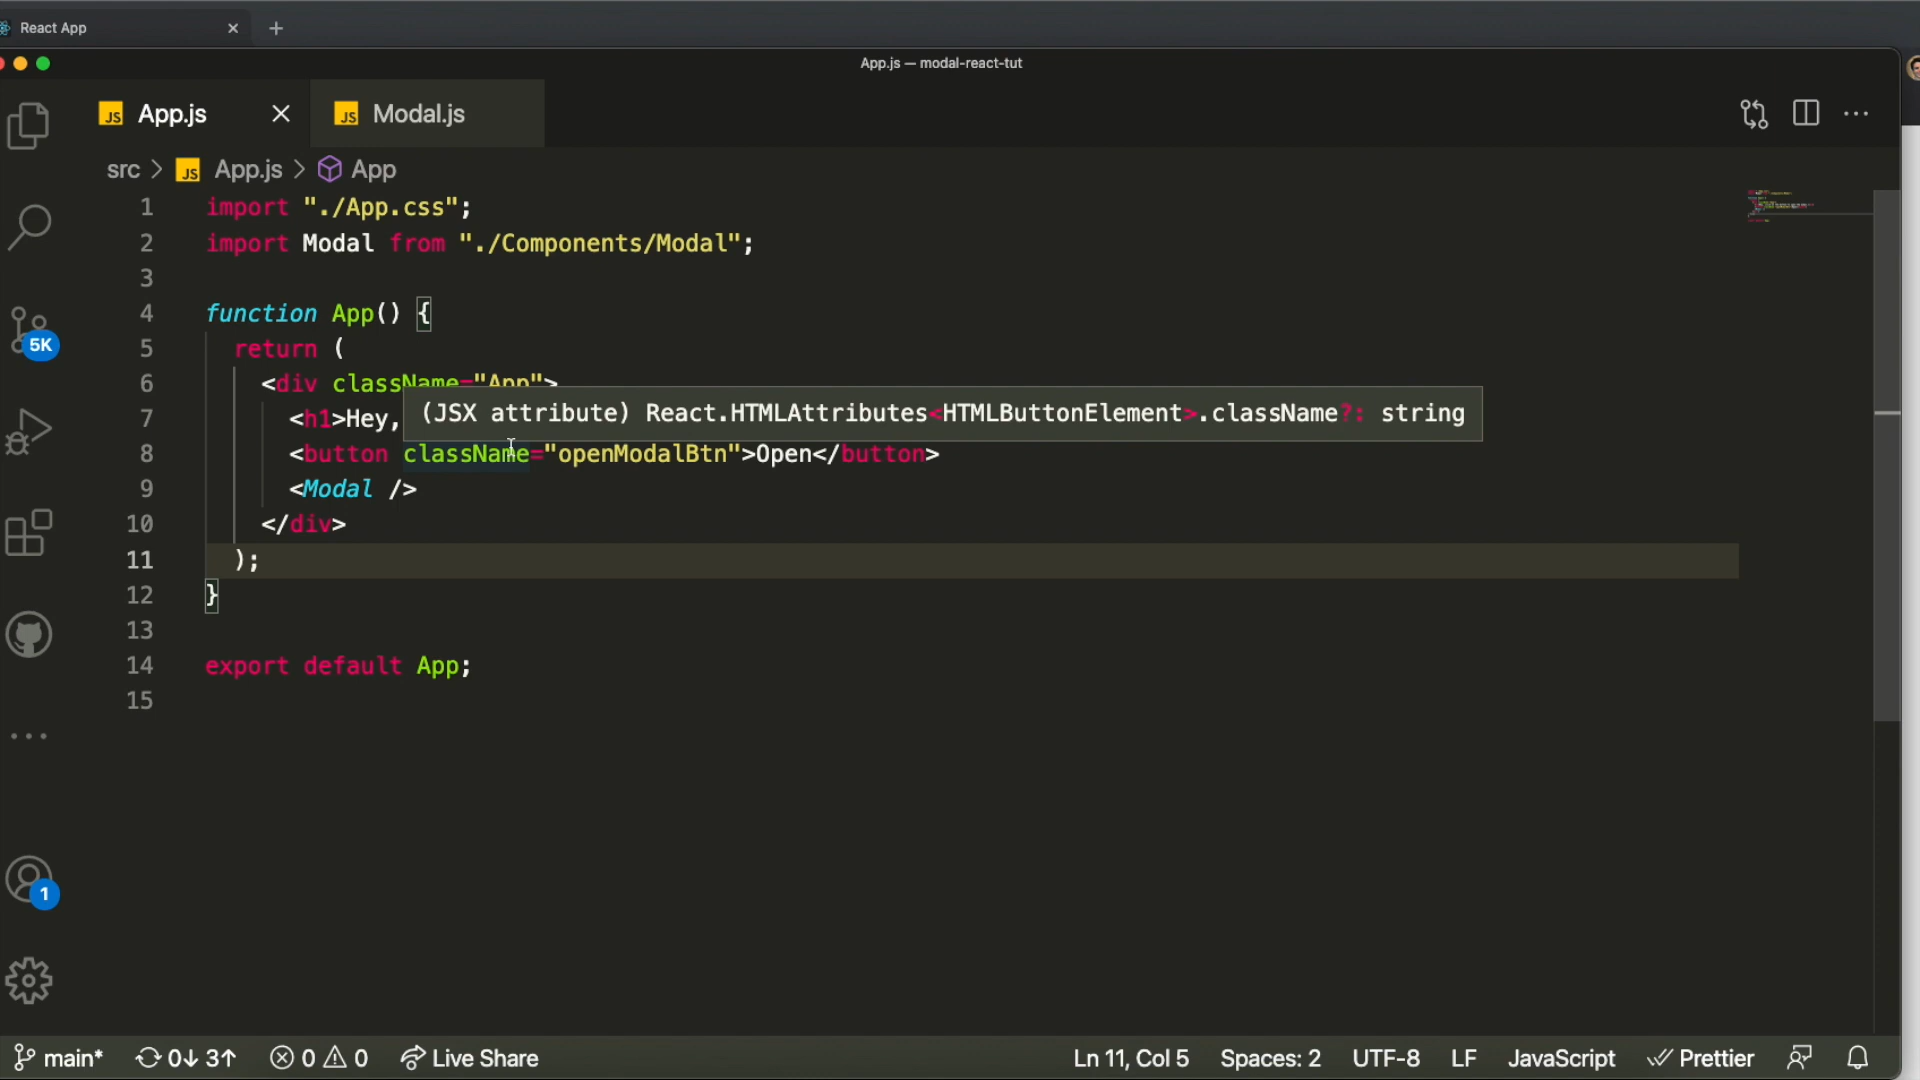 React App
App.js — modal-react-tut
JS App.js
JS Modal.js
src > JS App.js > App
1 import "./App.css";
2 import Modal from "./Components/Modal";
3
4 function App() {
5 return (
6 <div className="App">
(JSX attribute) React.HTMLAttributes<HTMLButtonElement>.className?: string
7 <h1>Hey,
8 <button className="openModalBtn">Open</button>
9 <Modal />
10 </div>
11 );
12 }
13
14 export default App;
15
5K
1
main* 0↓ 3↑ 0 0 Live Share Ln 11, Col 5 Spaces: 2 UTF-8 LF JavaScript Prettier